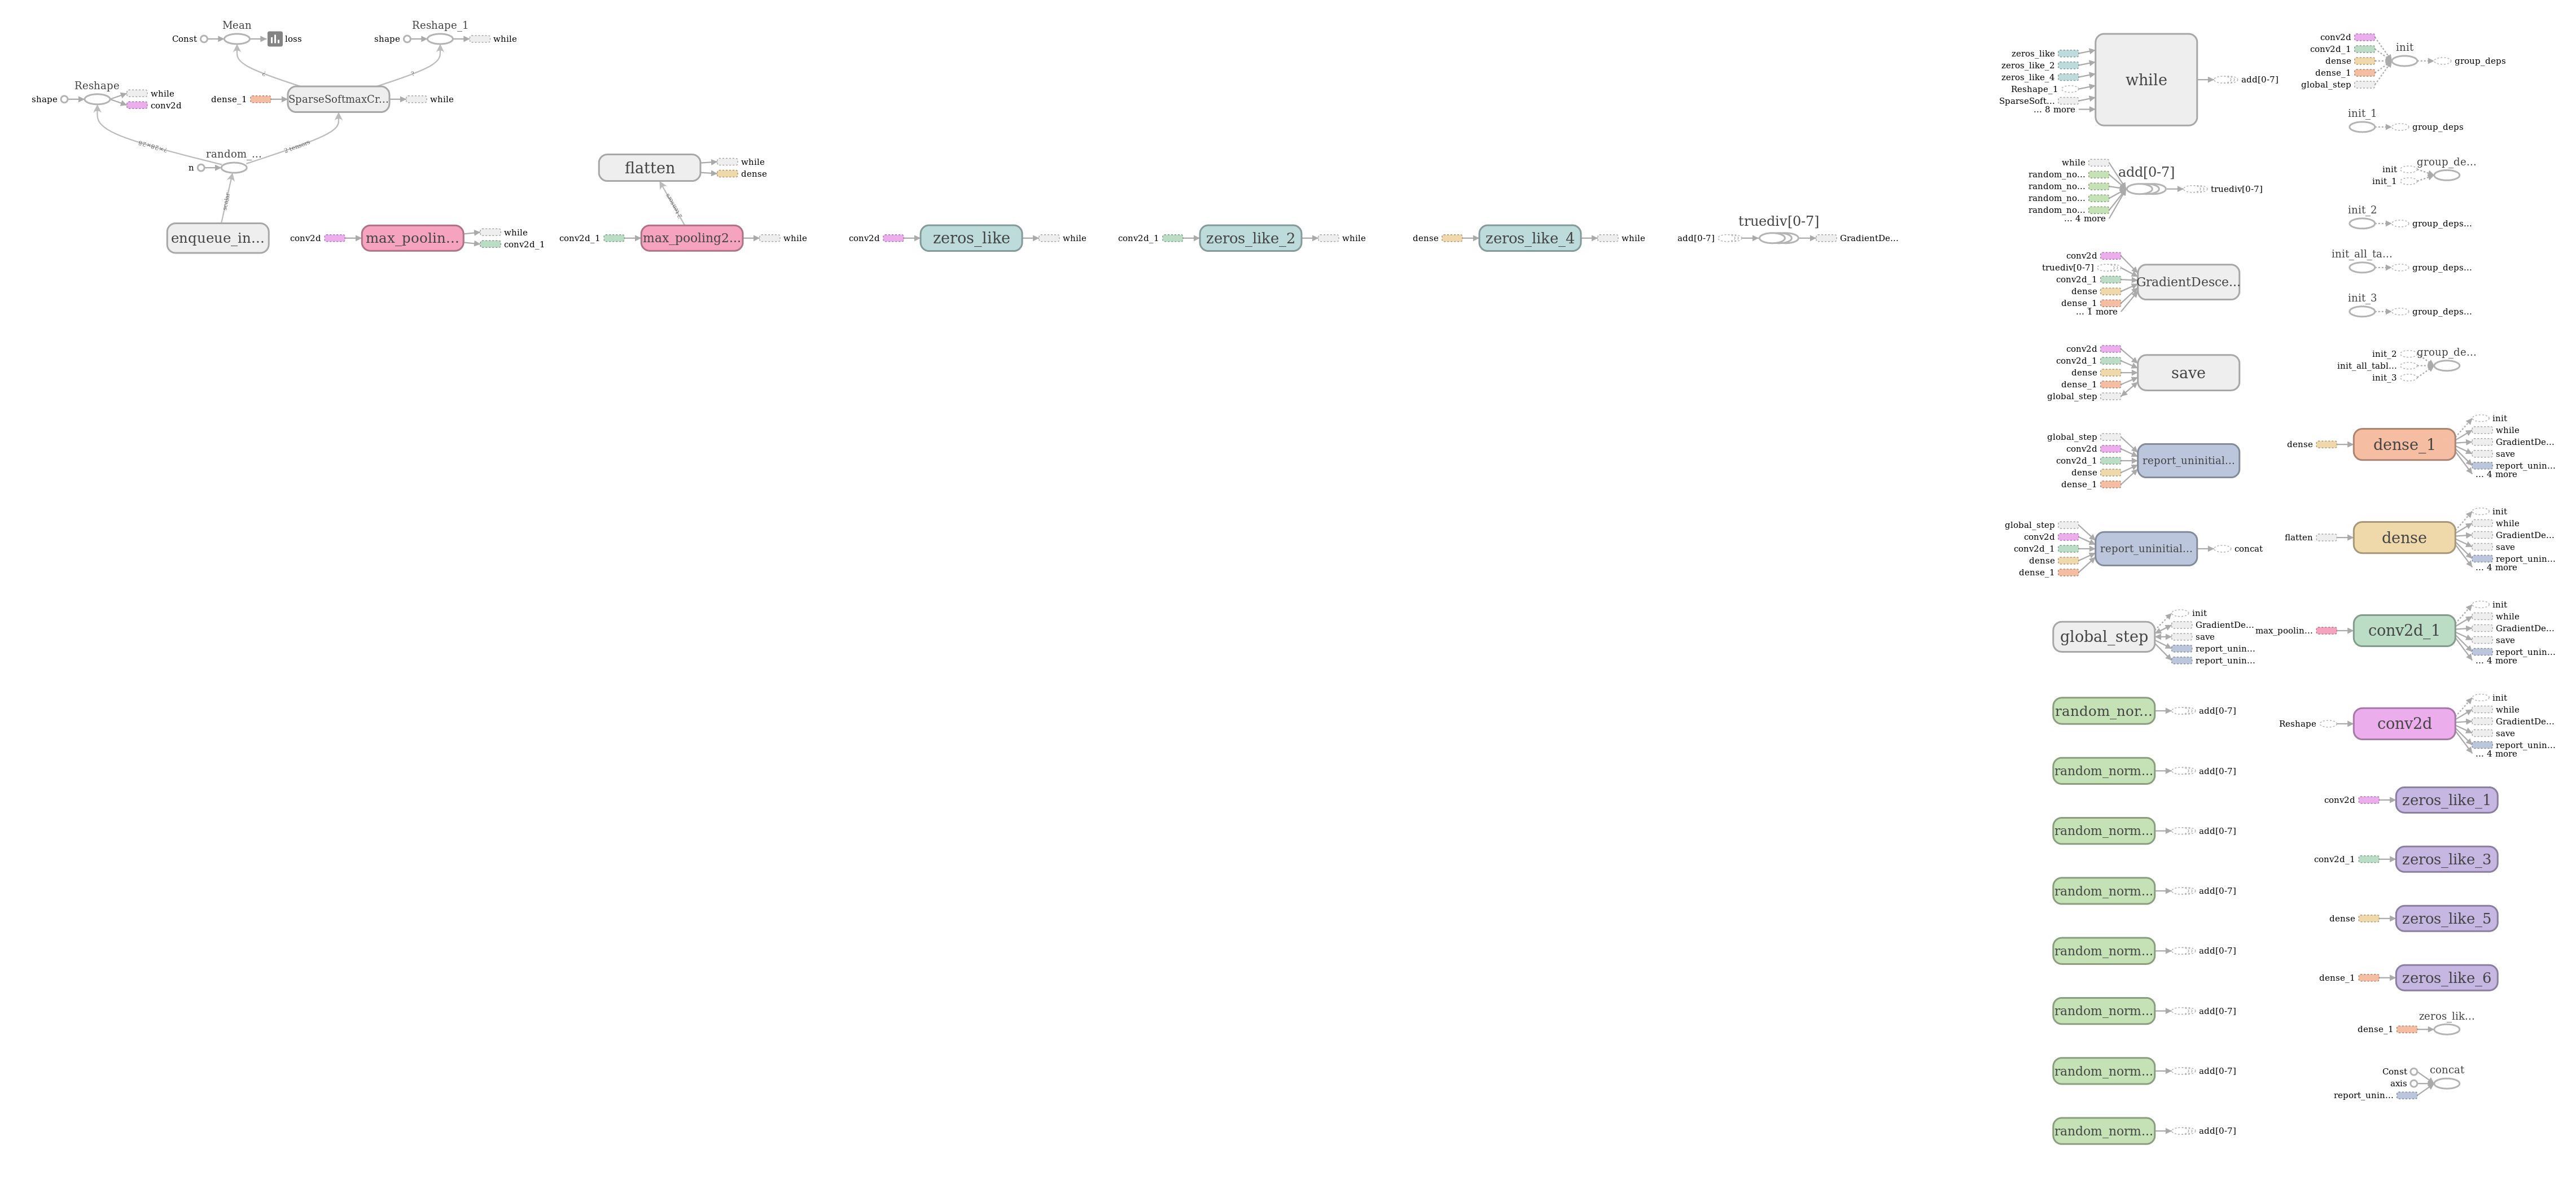 Mean
Const
loss
Reshape_1
shape
while
Reshape
shape
while
conv2d
dense_1
SparseSoftmaxCr...
while
random_...
n
scalar
enqueue_in...
conv2d
max_poolin...
while
conv2d_1
flatten
while
dense
conv2d_1
max_pooling2...
while
conv2d
zeros_like
while
conv2d_1
zeros_like_2
while
dense
zeros_like_4
while
truediv[0-7]
add[0-7]
GradientDe...
zeros_like
zeros_like_2
zeros_like_4
Reshape_1
SparseSoft...
... 8 more
while
add[0-7]
while
random_no...
random_no...
random_no...
random_no...
... 4 more
add[0-7]
truediv[0-7]
conv2d
truediv[0-7]
conv2d_1
dense
dense_1
... 1 more
GradientDesce...
conv2d
conv2d_1
dense
dense_1
global_step
save
global_step
conv2d
conv2d_1
dense
dense_1
report_uninitial...
global_step
conv2d
conv2d_1
dense
dense_1
report_uninitial...
concat
global_step
init
GradientDe...
save
report_unin...
report_unin...
random_nor...
add[0-7]
random_norm...
add[0-7]
random_norm...
add[0-7]
random_norm...
add[0-7]
random_norm...
add[0-7]
random_norm...
add[0-7]
random_norm...
add[0-7]
random_norm...
add[0-7]
conv2d
conv2d_1
dense
dense_1
global_step
init
group_deps
init_1
group_deps
group_de...
init
init_1
init_2
group_deps...
init_all_ta...
group_deps...
init_3
group_deps...
group_de...
init_2
init_all_tabl...
init_3
dense
dense_1
init
while
GradientDe...
save
report_unin...
... 4 more
flatten
dense
init
while
GradientDe...
save
report_unin...
... 4 more
max_poolin...
conv2d_1
init
while
GradientDe...
save
report_unin...
... 4 more
Reshape
conv2d
init
while
GradientDe...
save
report_unin...
... 4 more
conv2d
zeros_like_1
conv2d_1
zeros_like_3
dense
zeros_like_5
dense_1
zeros_like_6
zeros_lik...
dense_1
concat
Const
axis
report_unin...